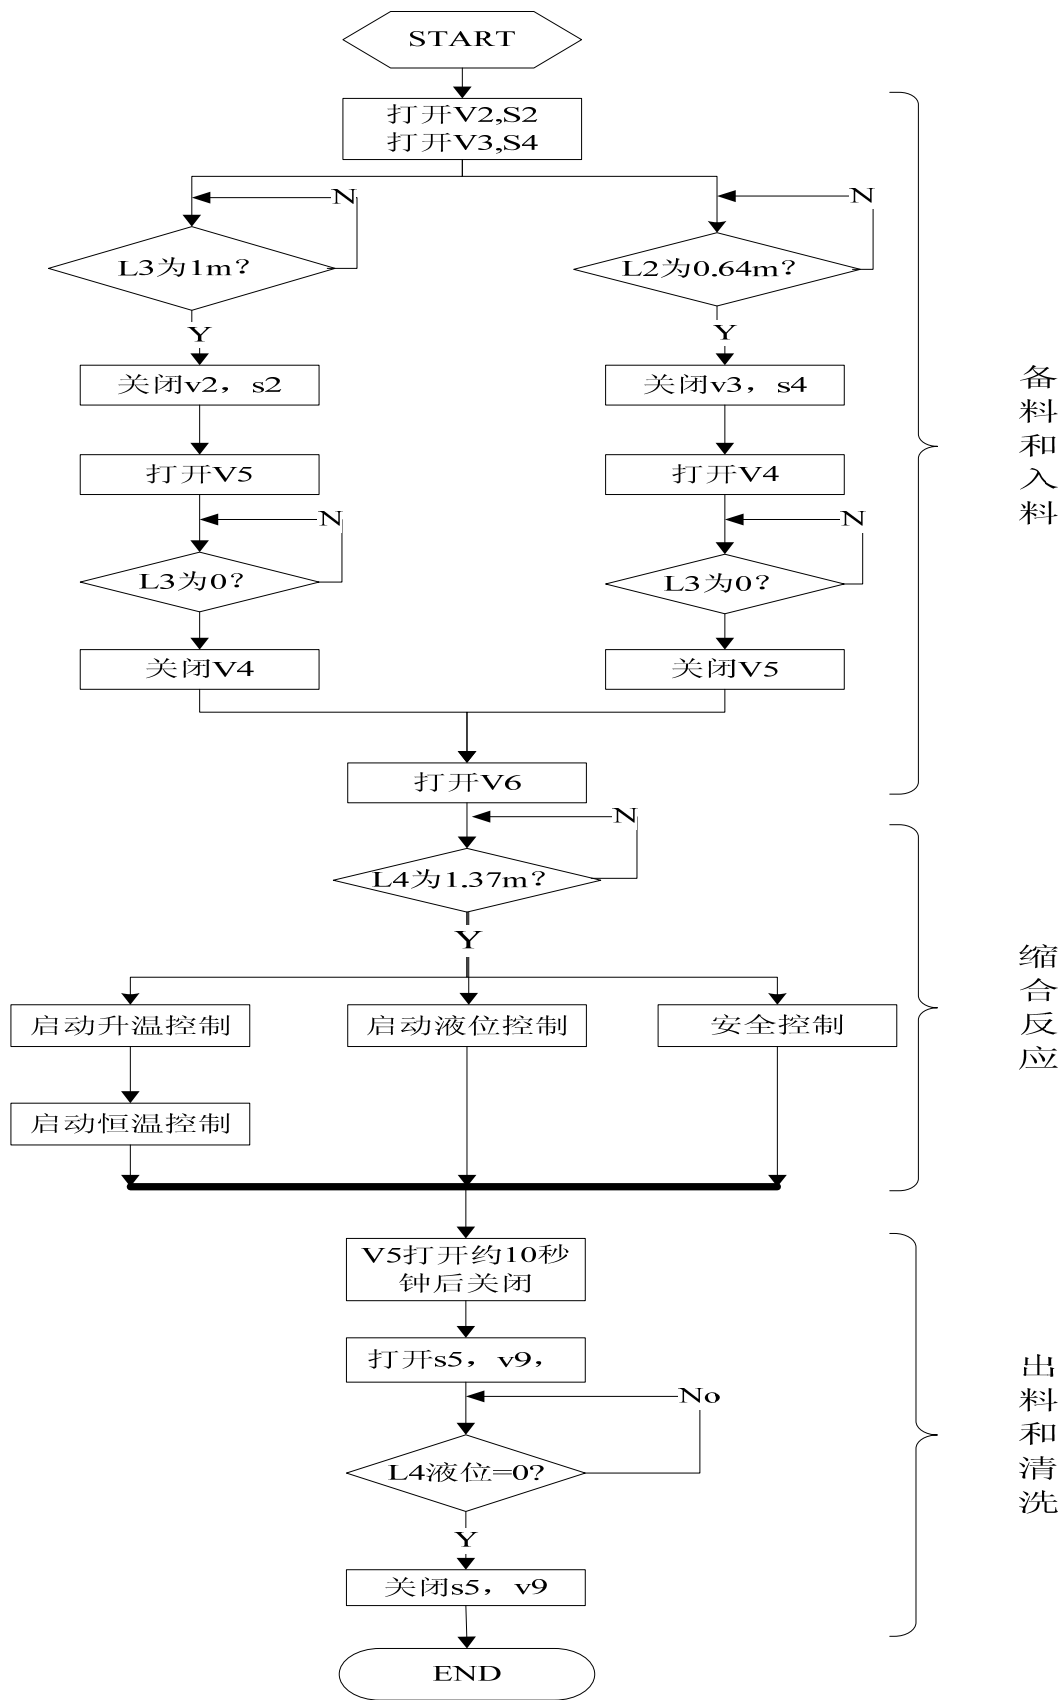 START
打开V2,S2
打开V3,S4
N
N
L3为1m？
L2为0.64m？
Y
Y
关闭v2，s2
关闭v3，s4
打开V5
打开V4
N
N
L3为0？
L3为0？
关闭V4
关闭V5
打开V6
N
L4为1.37m？
Y
启动升温控制
启动液位控制
安全控制
启动恒温控制
V5打开约10秒
钟后关闭
打开s5，v9，
No
L4液位=0？
Y
关闭s5，v9
END
备料和入料
缩合反应
出料和清洗